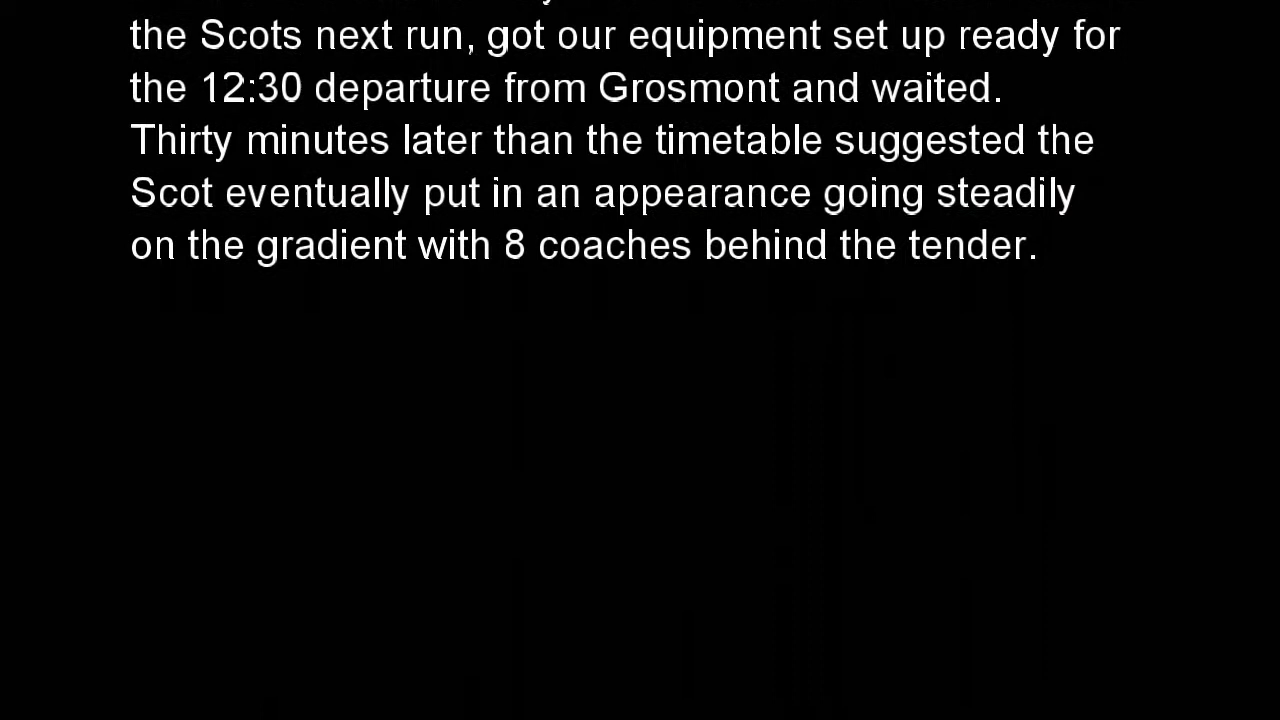 the Scots next run, got our equipment set up ready for
the 12:30 departure from Grosmont and waited.
Thirty minutes later than the timetable suggested the
Scot eventually put in an appearance going steadily
on the gradient with 8 coaches behind the tender.